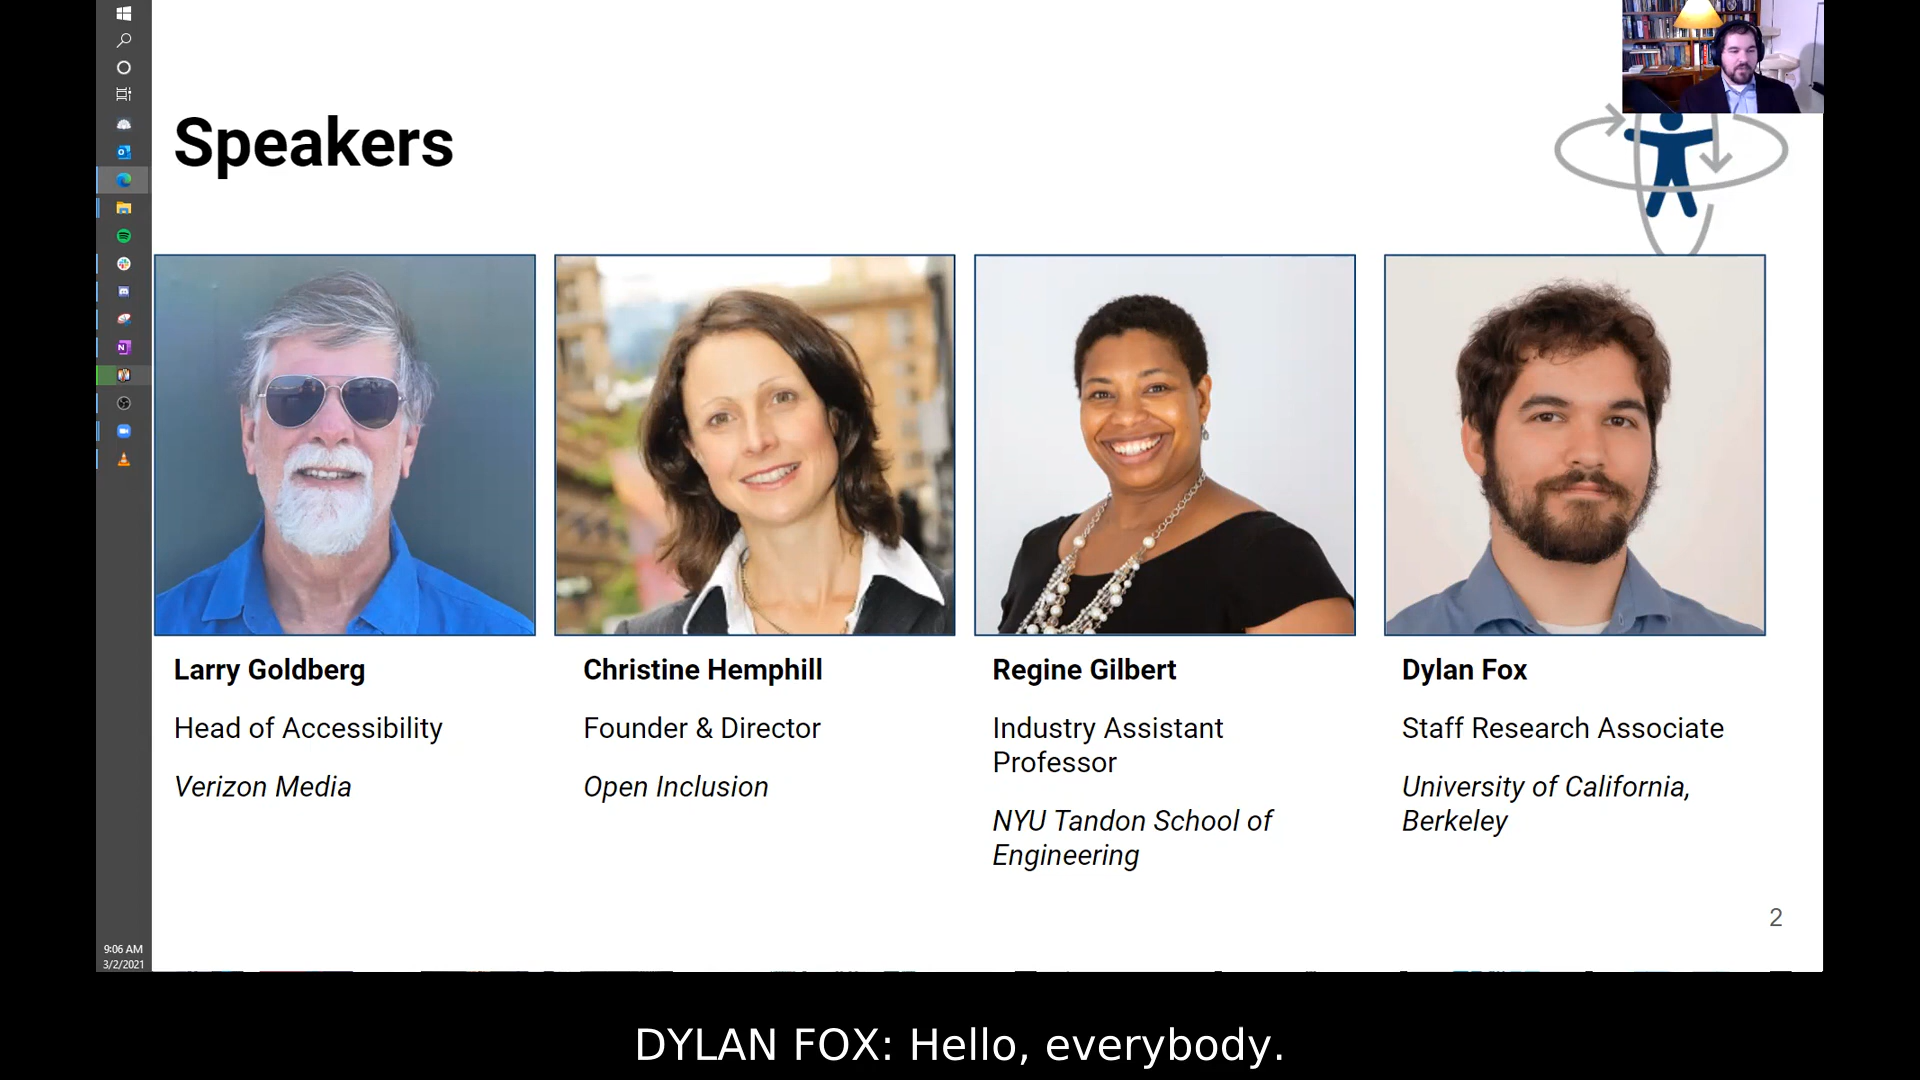 Speakers
Larry Goldberg
Head of Accessibility
Verizon Media
Christine Hemphill
Founder & Director
Open Inclusion
Regine Gilbert
Industry Assistant
Professor
NYU Tandon School of
Engineering
Dylan Fox
Staff Research Associate
University of California,
Berkeley
2
9:06 AM
3/2/2021
DYLAN FOX: Hello, everybody.